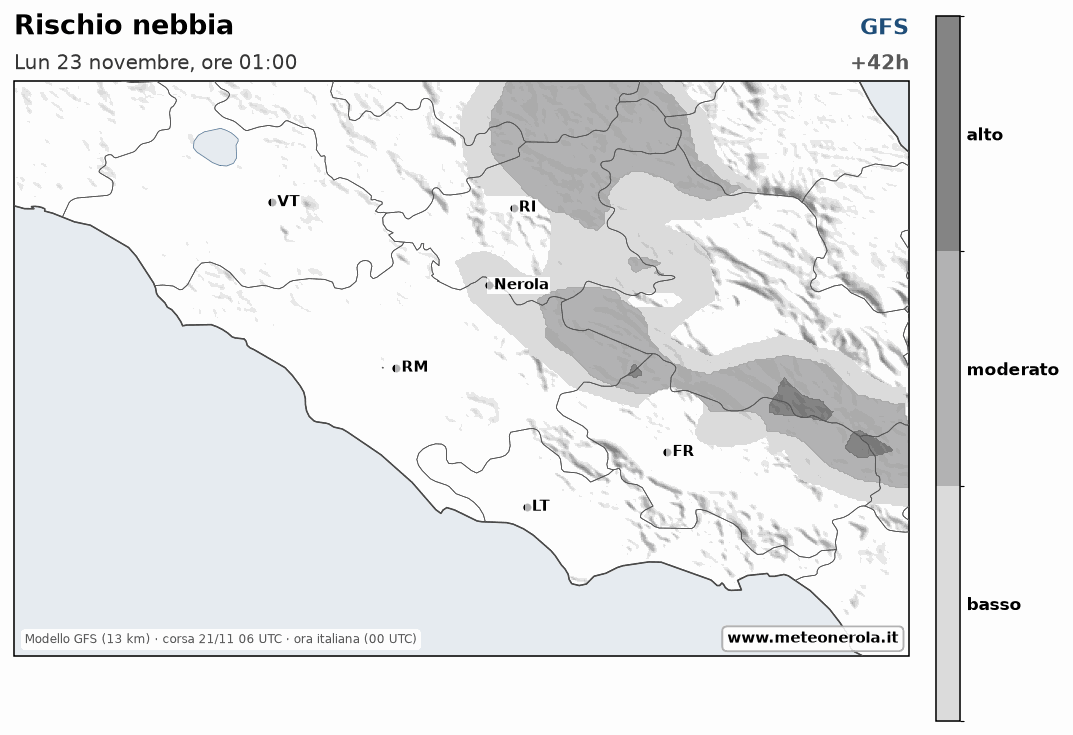 Rischio nebbia
GFS
Lun 23 novembre, ore 01:00
+42h
alto
VT
RI
Nerola
moderato
RM
FR
LT
basso
Modello GFS (13 km) · corsa 21/11 06 UTC · ora italiana (00 UTC)
www.meteonerola.it